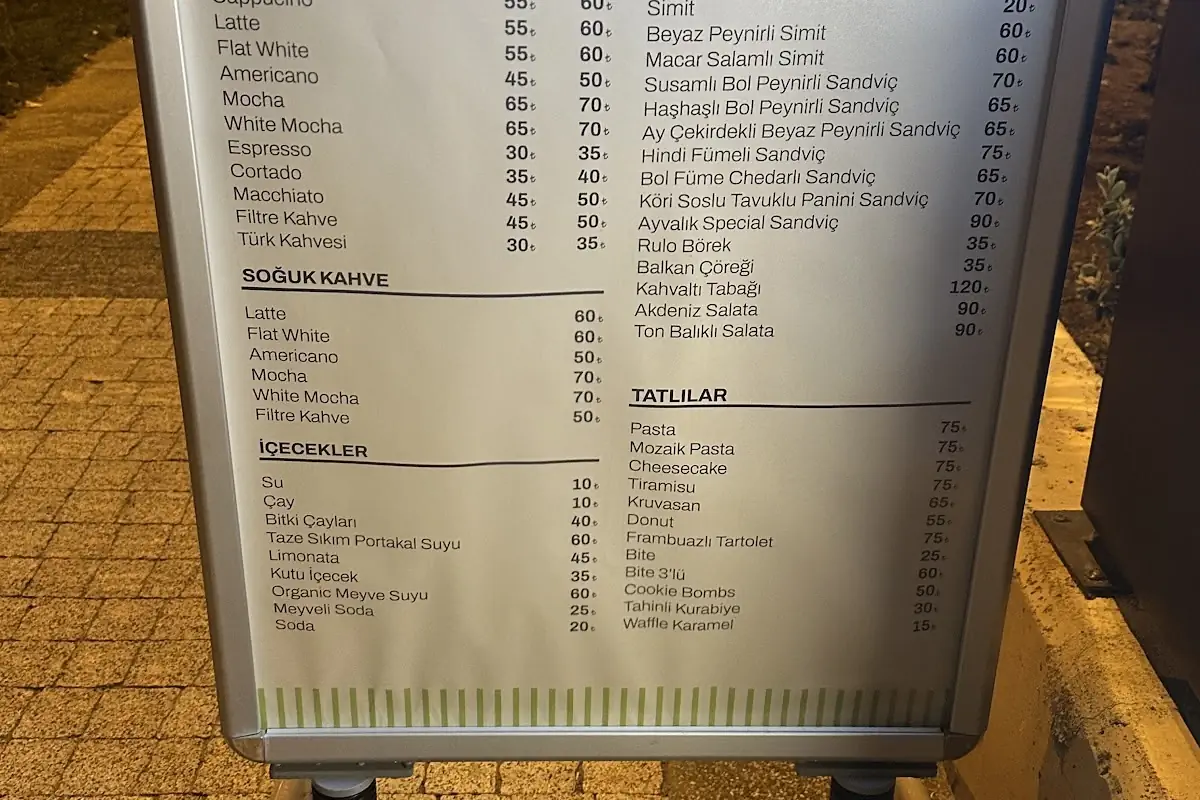 Cappucino 55₺ 60₺
Latte 55₺ 60₺
Flat White 55₺ 60₺
Americano 45₺ 50₺
Mocha 65₺ 70₺
White Mocha 65₺ 70₺
Espresso 30₺ 35₺
Cortado 35₺ 40₺
Macchiato 45₺ 50₺
Filtre Kahve 45₺ 50₺
Türk Kahvesi 30₺ 35₺
SOĞUK KAHVE
Latte 60₺
Flat White 60₺
Americano 50₺
Mocha 70₺
White Mocha 70₺
Filtre Kahve 50₺
İÇECEKLER
Su 10₺
Çay 10₺
Bitki Çayları 40₺
Taze Sıkım Portakal Suyu 60₺
Limonata 45₺
Kutu İçecek 35₺
Organic Meyve Suyu 60₺
Meyveli Soda 25₺
Soda 20₺
Simit 20₺
Beyaz Peynirli Simit 60₺
Macar Salamlı Simit 60₺
Susamlı Bol Peynirli Sandviç 70₺
Haşhaşlı Bol Peynirli Sandviç 65₺
Ay Çekirdekli Beyaz Peynirli Sandviç 65₺
Hindi Fümeli Sandviç 75₺
Bol Füme Chedarlı Sandviç 65₺
Köri Soslu Tavuklu Panini Sandviç 70₺
Ayvalık Special Sandviç 90₺
Rulo Börek 35₺
Balkan Çöreği 35₺
Kahvaltı Tabağı 120₺
Akdeniz Salata 90₺
Ton Balıklı Salata 90₺
TATLILAR
Pasta 75₺
Mozaik Pasta 75₺
Cheesecake 75₺
Tiramisu 75₺
Kruvasan 65₺
Donut 55₺
Frambuazlı Tartolet 75₺
Bite 25₺
Bite 3'lü 60₺
Cookie Bombs 50₺
Tahinli Kurabiye 30₺
Waffle Karamel 15₺